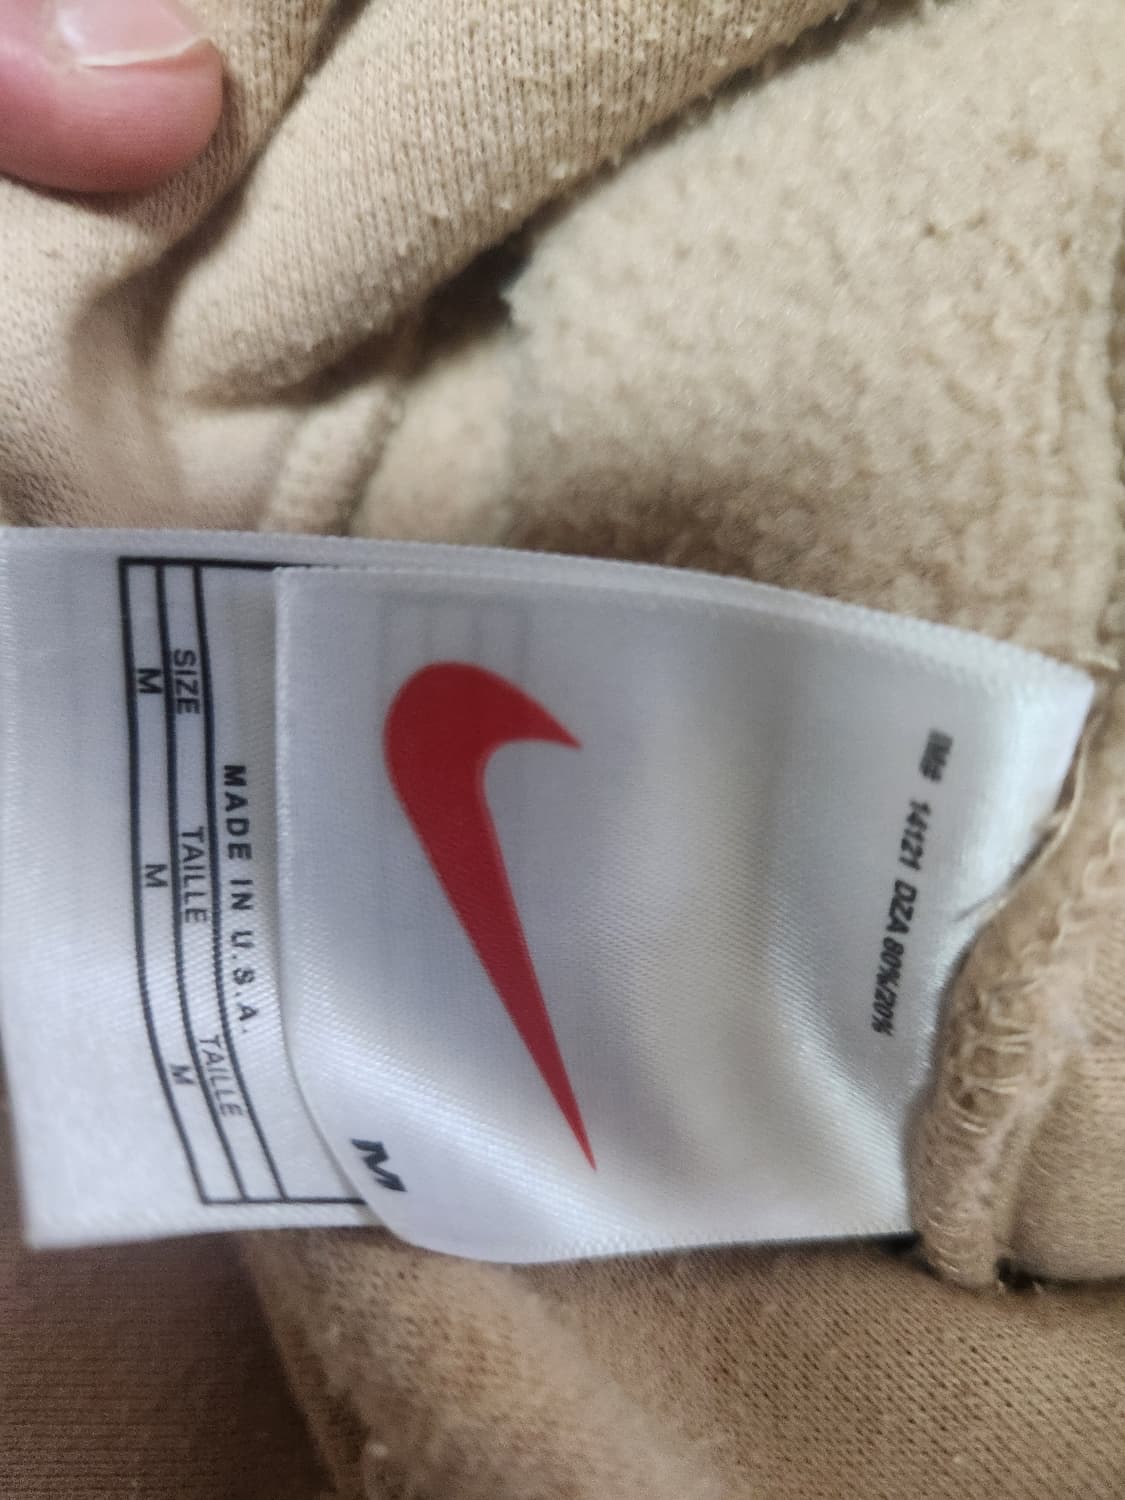 14121 DZA 80%/20%
M
MADE IN U.S.A.
SIZE TAILLE TAILLE
M M M